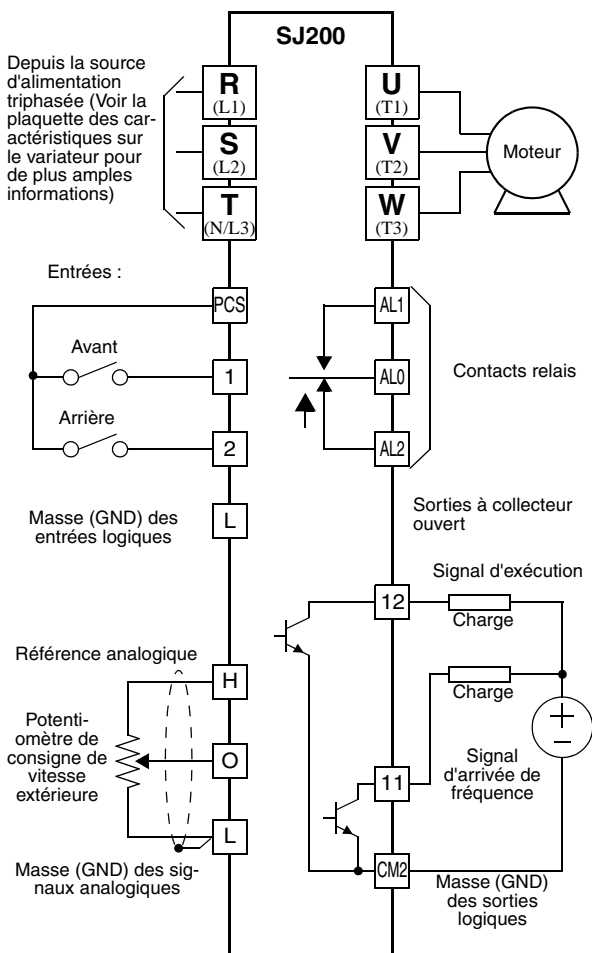 SJ200
Depuis la source
d'alimentation
triphasée (Voir la
plaquette des car-
actéristiques sur
le variateur pour
de plus amples
informations)
R
(L1)
S
(L2)
T
(N/L3)
U
(T1)
V
(T2)
W
(T3)
Moteur
Entrées :
PCS
Avant
1
Arrière
2
Masse (GND) des
entrées logiques
L
AL1
AL0
AL2
Contacts relais
Sorties à collecteur
ouvert
Signal d'exécution
12
Charge
Charge
+
–
Signal
d'arrivée de
fréquence
11
CM2
Masse (GND)
des sorties
logiques
Référence analogique
H
Potenti-
omètre de
consigne de
vitesse
extérieure
O
L
Masse (GND) des sig-
naux analogiques